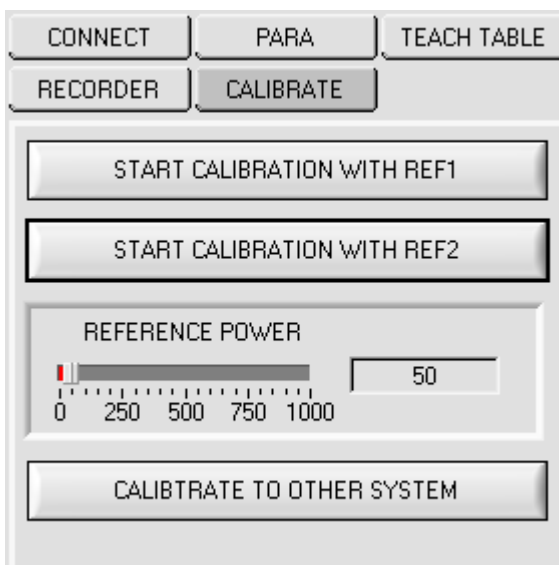 CONNECT PARA TEACH TABLE
RECORDER CALIBRATE
START CALIBRATION WITH REF1
START CALIBRATION WITH REF2
REFERENCE POWER
50
0 250 500 750 1000
CALIBTRATE TO OTHER SYSTEM